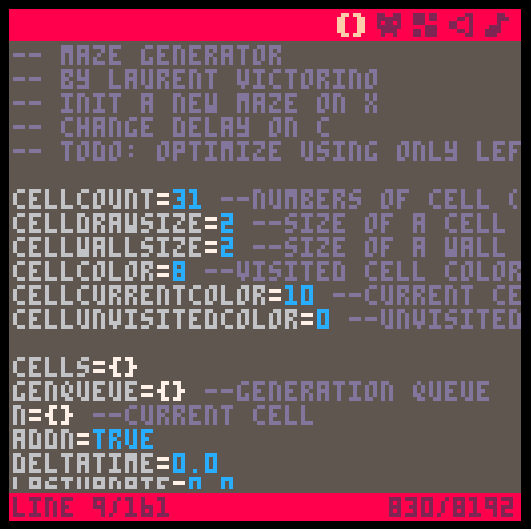 -- MAZE GENERATOR
-- BY LAURENT VICTORINO
-- INIT A NEW MAZE ON X
-- CHANGE DELAY ON C
-- TODO: OPTIMIZE USING ONLY LEF
CELLCOUNT=31 --NUMBERS OF CELL (
CELLDRAWSIZE=2 --SIZE OF A CELL
CELLWALLSIZE=2 --SIZE OF A WALL
CELLCOLOR=8 --VISITED CELL COLOR
CELLCURRENTCOLOR=10 --CURRENT CE
CELLUNVISITEDCOLOR=0 --UNVISITED
CELLS={}
GENQUEUE={} --GENERATION QUEUE
N={} --CURRENT CELL
ADDN=TRUE
DELTATIME=0.0
LINE 9/161 830/8192